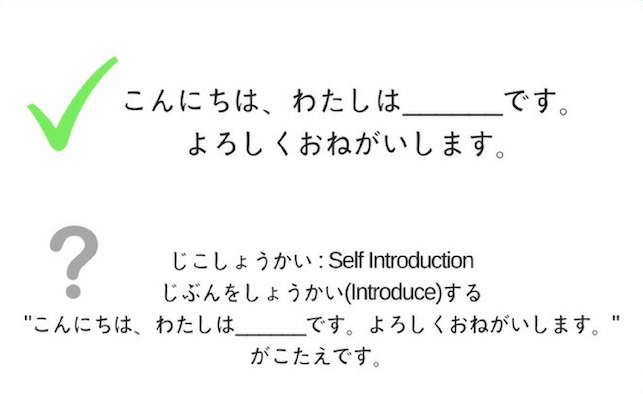 こんにちは、わたしは______です。
よろしくおねがいします。
?
じこしょうかい : Self Introduction
じぶんをしょうかい(Introduce)する
"こんにちは、わたしは______です。よろしくおねがいします。"
がこたえです。